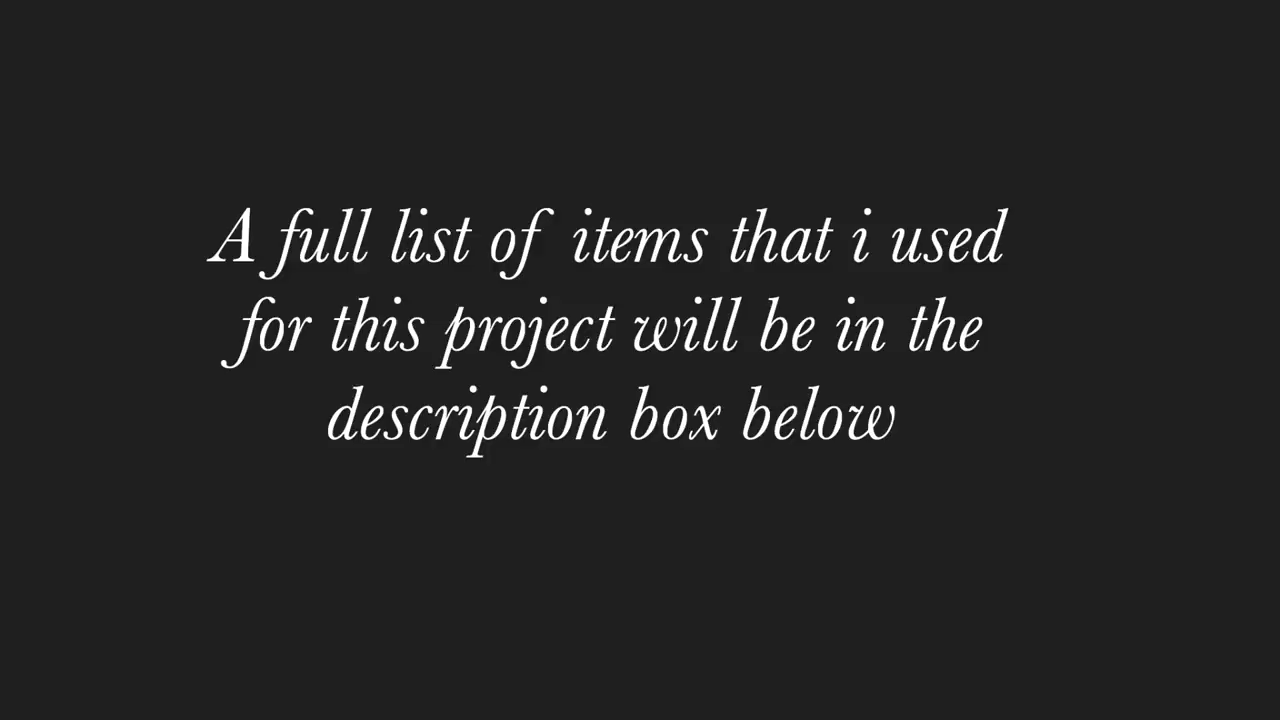 A full list of items that i used
for this project will be in the
description box below